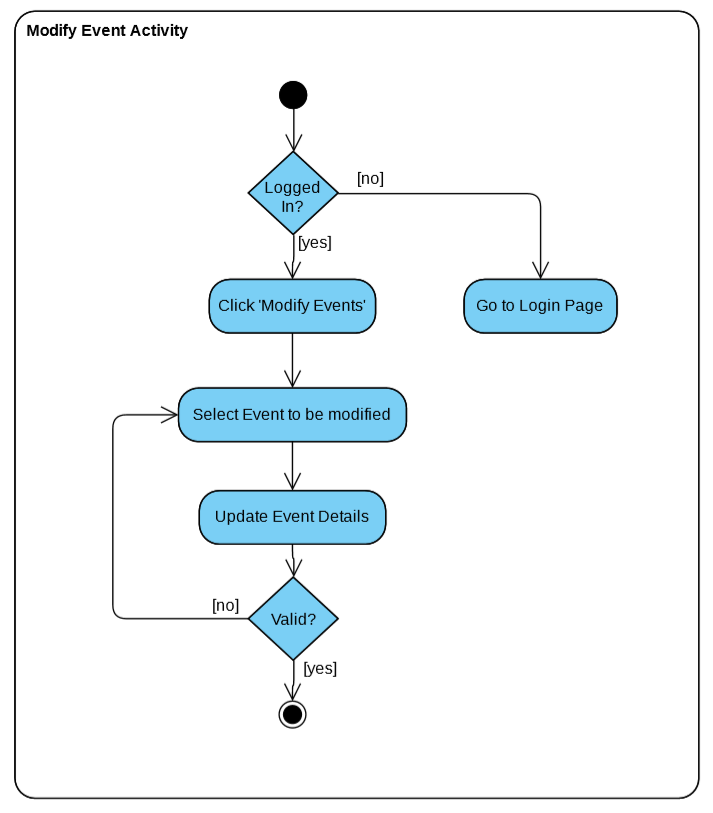 Modify Event Activity
Logged
In?
[no]
[yes]
Click 'Modify Events'
Go to Login Page
Select Event to be modified
Update Event Details
[no]
Valid?
[yes]